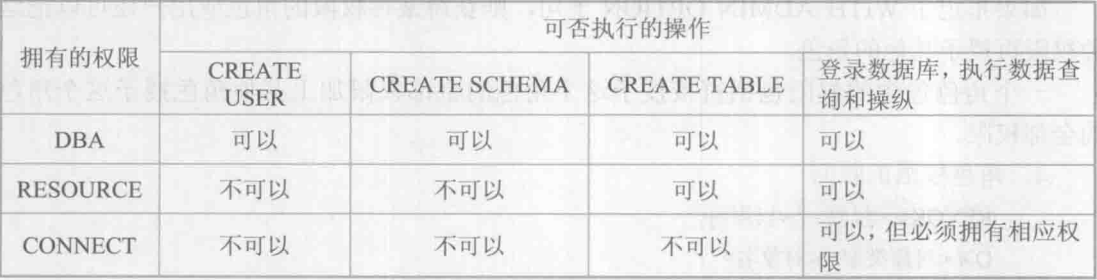 拥有的权限
可否执行的操作
CREATE
USER
CREATE SCHEMA
CREATE TABLE
登录数据库，执行数据查
询和操纵
DBA
可以
可以
可以
可以
RESOURCE
不可以
不可以
可以
可以
CONNECT
不可以
不可以
不可以
可以，但必须拥有相应权
限